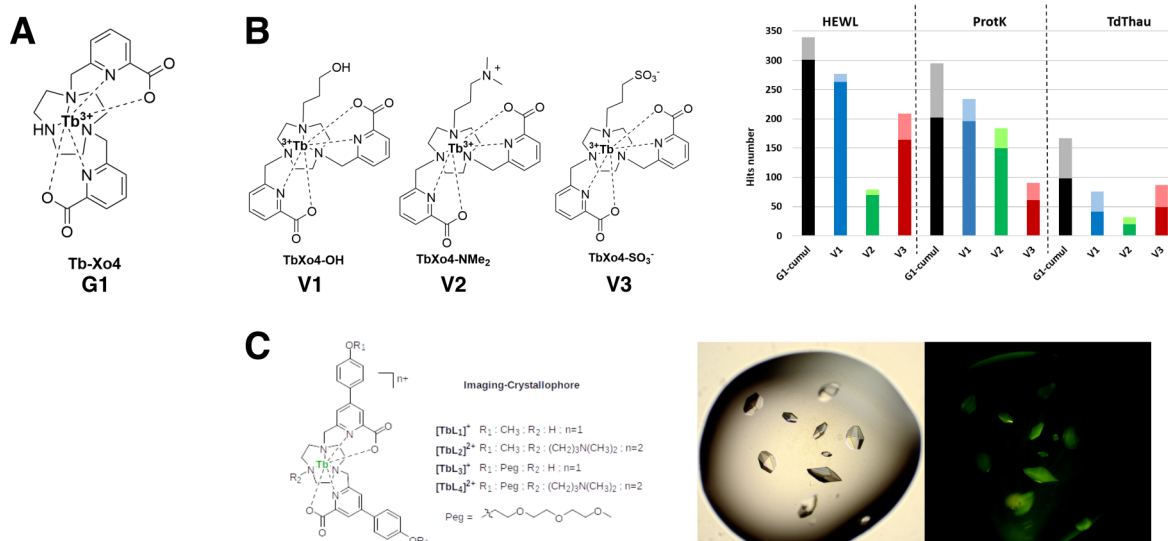 A
N
N
O
O
HN
N
N
Tb3+
N
O
O
Tb-Xo4
G1
B
OH
O
O
N
3+Tb
N
N
N
N
O
O
TbXo4-OH
V1
N
+
O
O
N
Tb3+
N
N
N
N
O
O
TbXo4-NMe2
V2
SO3-
O
O
N
3+Tb
N
N
N
N
O
O
TbXo4-SO3-
V3
HEWL ProtK TdThau
Hits number
350
300
250
200
150
100
50
0
G1-cumul V1 V2 V3 G1-cumul V1 V2 V3 G1-cumul V1 V2 V3
C
OR1
n+
N
O
O
N
Tb
N
N
R2
O
N
O
OR1
Imaging-Crystallophore
[TbL1]+ R1 : CH3 : R2 : H : n=1
[TbL2]2+ R1 : CH3 : R2 : (CH2)3N(CH3)2 : n=2
[TbL3]+ R1 : Peg : R2 : H : n=1
[TbL4]2+ R1 : Peg : R2 : (CH2)3N(CH3)2 : n=2
Peg = O O O